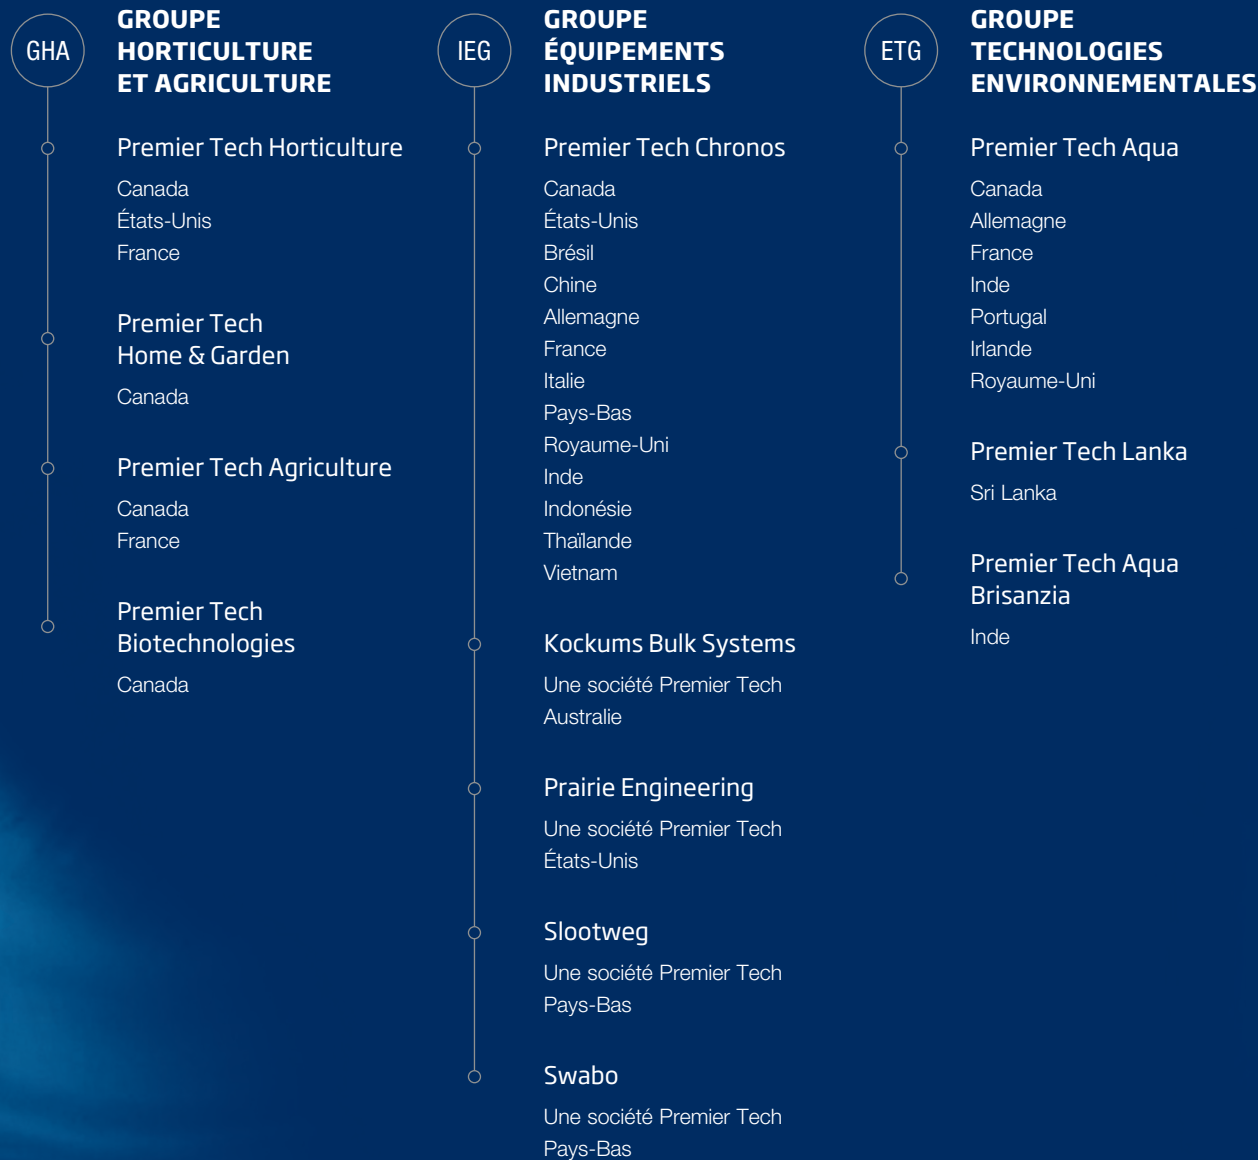 GHA
GROUPE
HORTICULTURE
ET AGRICULTURE
Premier Tech Horticulture
Canada
États-Unis
France
Premier Tech
Home & Garden
Canada
Premier Tech Agriculture
Canada
France
Premier Tech
Biotechnologies
Canada
IEG
GROUPE
ÉQUIPEMENTS
INDUSTRIELS
Premier Tech Chronos
Canada
États-Unis
Brésil
Chine
Allemagne
France
Italie
Pays-Bas
Royaume-Uni
Inde
Indonésie
Thaïlande
Vietnam
Kockums Bulk Systems
Une société Premier Tech
Australie
Prairie Engineering
Une société Premier Tech
États-Unis
Slootweg
Une société Premier Tech
Pays-Bas
Swabo
Une société Premier Tech
Pays-Bas
ETG
GROUPE
TECHNOLOGIES
ENVIRONNEMENTALES
Premier Tech Aqua
Canada
Allemagne
France
Inde
Portugal
Irlande
Royaume-Uni
Premier Tech Lanka
Sri Lanka
Premier Tech Aqua
Brisanzia
Inde